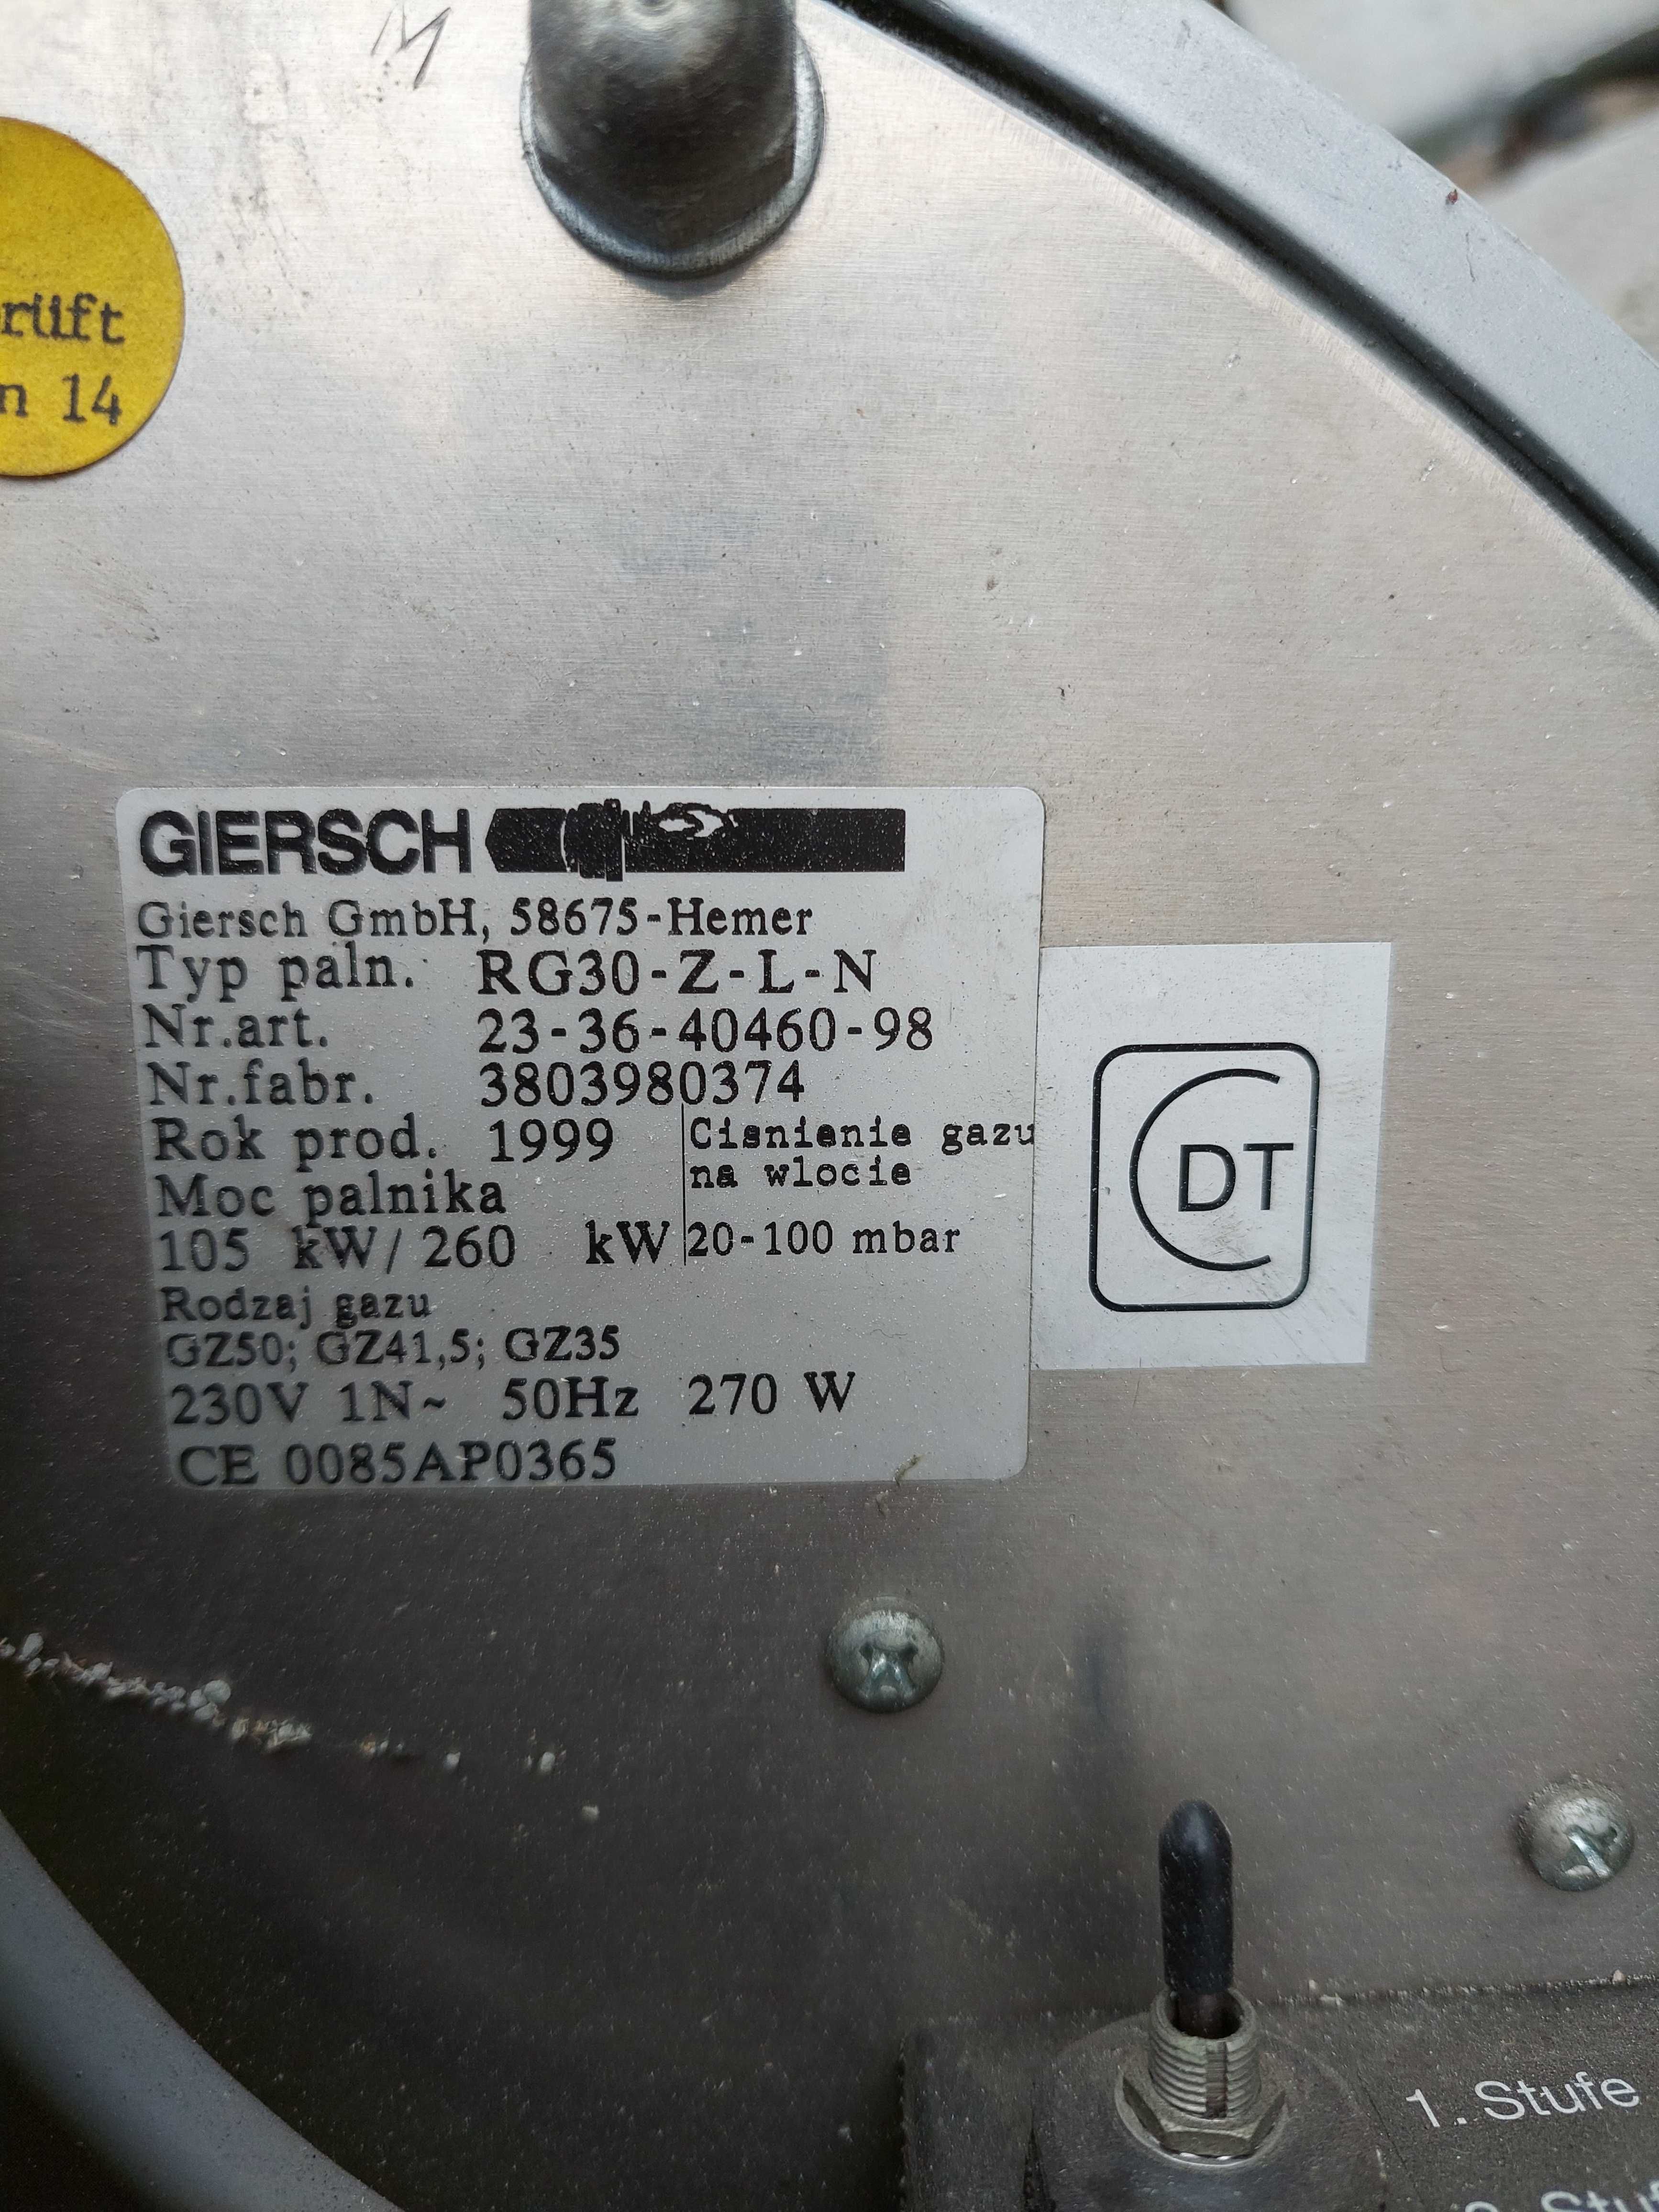 14
GIERSCH
Giersch GmbH, 58675-Hemer
Typ paln. RG30-Z-L-N
Nr.art. 23-36-40460-98
Nr.fabr. 3803980374
Rok prod. 1999
Cisnienie gazu
na wlocie
Moc palnika
105 kW/260 kW
20-100 mbar
Rodzaj gazu
GZ50; GZ41,5; GZ35
230V 1N~ 50Hz 270 W
CE 0085AP0365
CDT
1. Stufe